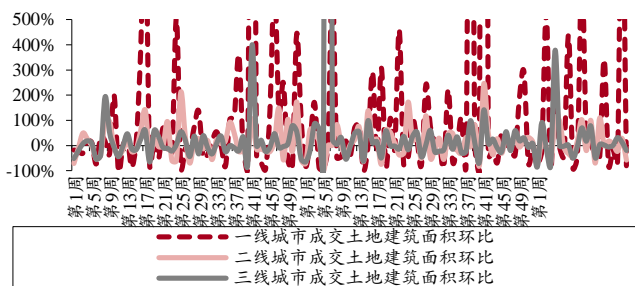 500%
400%
300%
200%
100%
0%
-100%
第1周
第5周
第9周
第13周
第17周
第21周
第25周
第29周
第33周
第37周
第41周
第45周
第49周
第1周
第5周
第9周
第13周
第17周
第21周
第25周
第29周
第33周
第37周
第41周
第45周
第49周
第1周
一线城市成交土地建筑面积环比
二线城市成交土地建筑面积环比
三线城市成交土地建筑面积环比